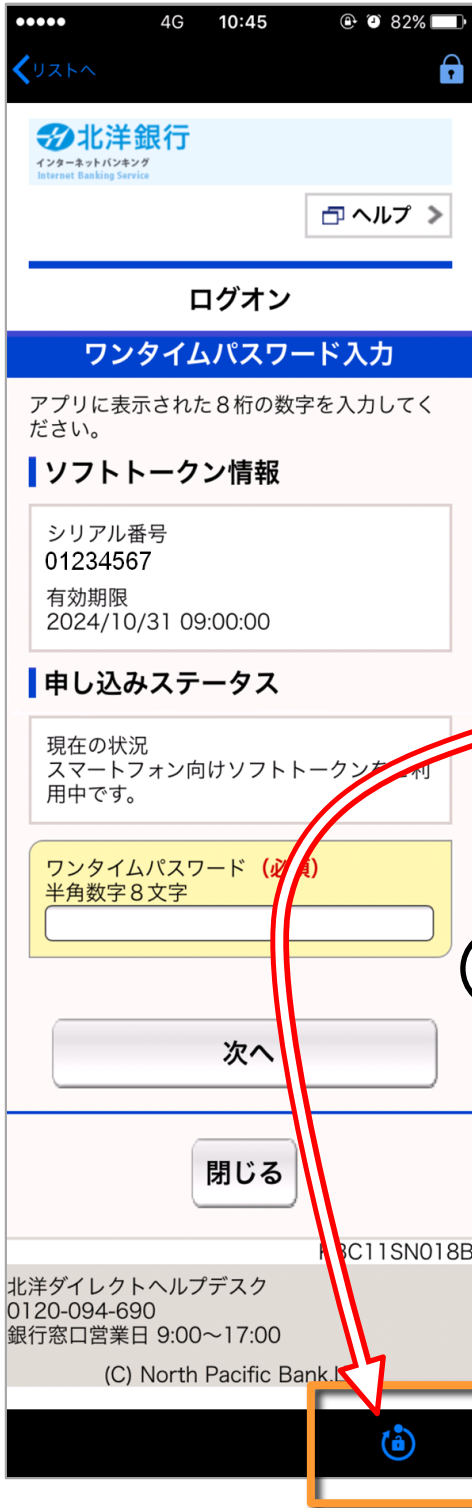 4G 10:45 82%
リストへ
北洋銀行
インターネットバンキング
Internet Banking Service
ヘルプ
ログオン
ワンタイムパスワード入力
アプリに表示された８桁の数字を入力してく
ださい。
ソフトトークン情報
シリアル番号
01234567
有効期限
2024/10/31 09:00:00
申し込みステータス
現在の状況
スマートフォン向けソフトトークンをご利
用中です。
ワンタイムパスワード（必須）
半角数字８文字
次へ
閉じる
BC11SN018B
北洋ダイレクトヘルプデスク
0120-094-690
銀行窓口営業日 9:00～17:00
(C) North Pacific Bank.